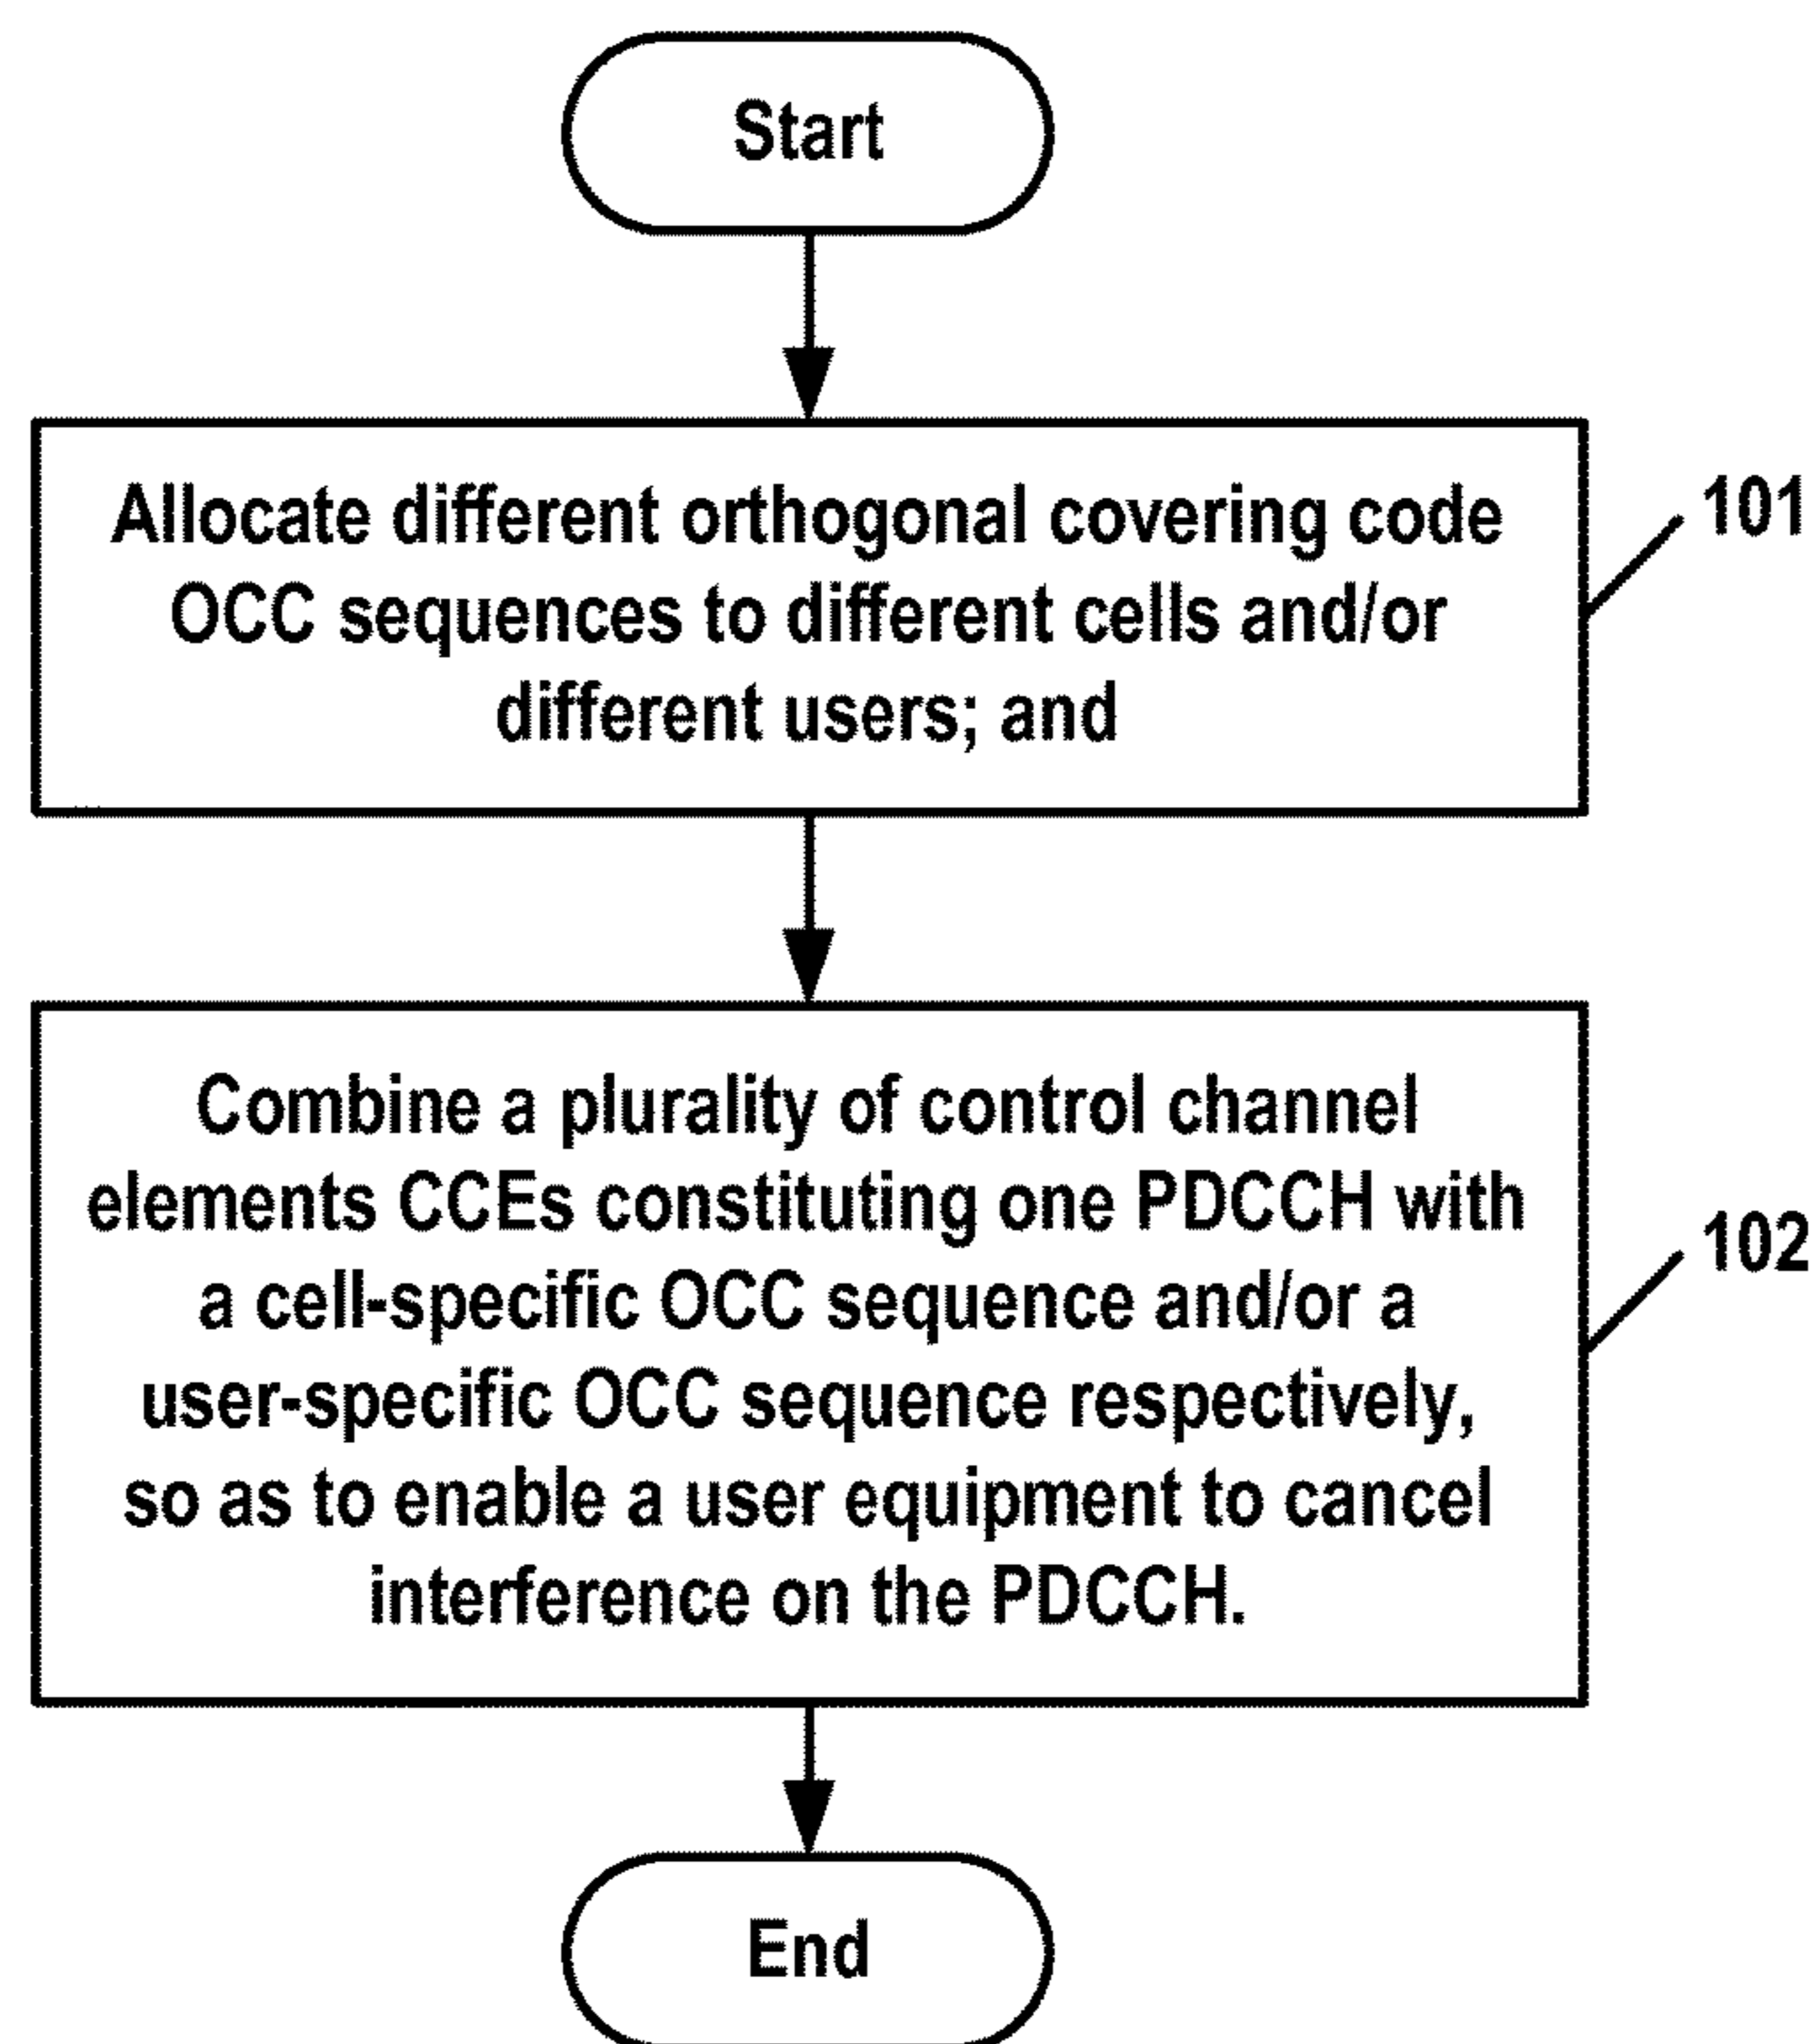 Start
Allocate different orthogonal covering code
OCC sequences to different cells and/or
different users; and
101
Combine a plurality of control channel
elements CCEs constituting one PDCCH with
a cell-specific OCC sequence and/or a
user-specific OCC sequence respectively,
so as to enable a user equipment to cancel
interference on the PDCCH.
102
End